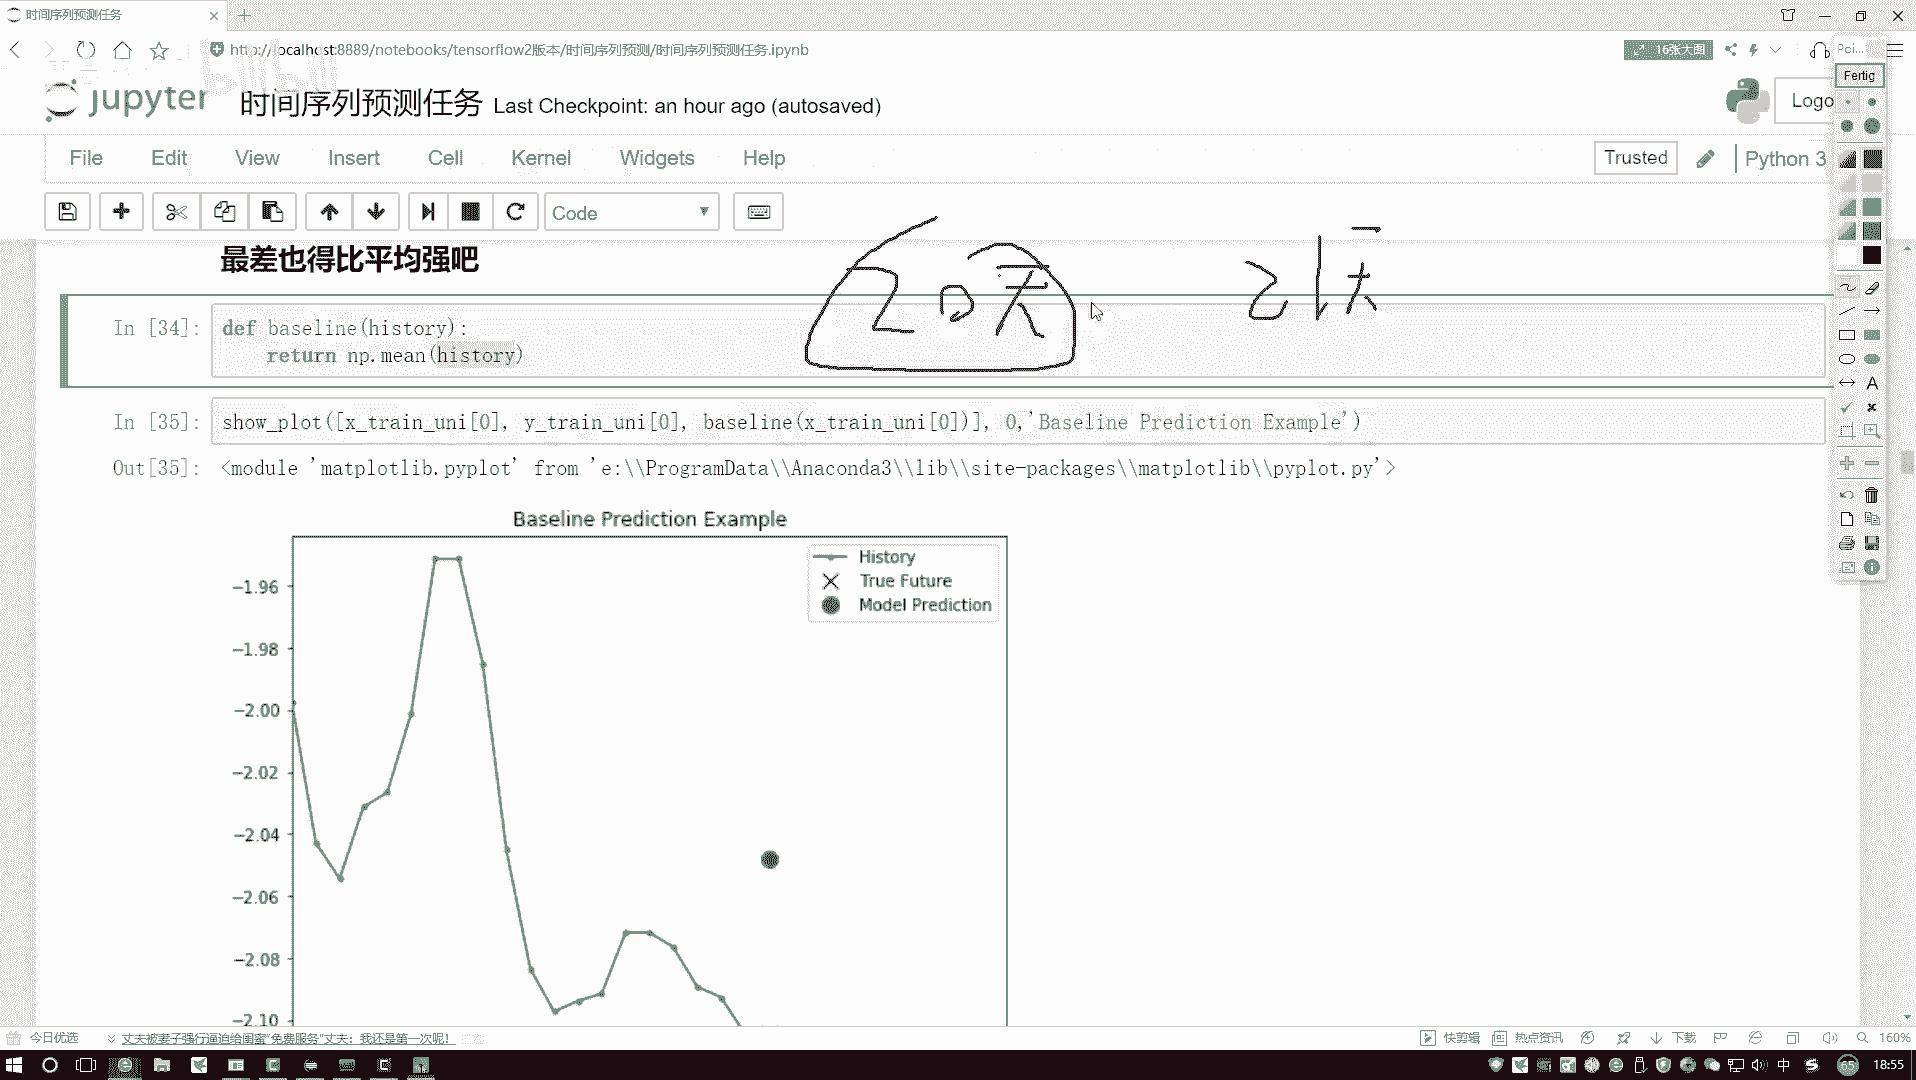 时间序列预测任务
http://localhost:8889/notebooks/tensorflow2版本/时间序列预测/时间序列预测任务.ipynb
16张大图
Poi...
Fertig
bilibili
jupyter 时间序列预测任务 Last Checkpoint: an hour ago (autosaved)
Logo
File Edit View Insert Cell Kernel Widgets Help
Trusted
Python 3
Code
最差也得比平均强吧
20天 21天
In [34]: def baseline(history):
return np.mean(history)
In [35]: show_plot([x_train_uni[0], y_train_uni[0], baseline(x_train_uni[0])], 0,'Baseline Prediction Example')
Out[35]: <module 'matplotlib.pyplot' from 'e:\\ProgramData\\Anaconda3\\lib\\site-packages\\matplotlib\\pyplot.py'>
Baseline Prediction Example
History
True Future
Model Prediction
−1.96
−1.98
−2.00
−2.02
−2.04
−2.06
−2.08
−2.10
今日优选
丈夫被妻子强行逼迫给闺蜜"免费服务"丈夫：我还是第一次呢！
快剪辑
热点资讯
下载
160%
中
65
18:55